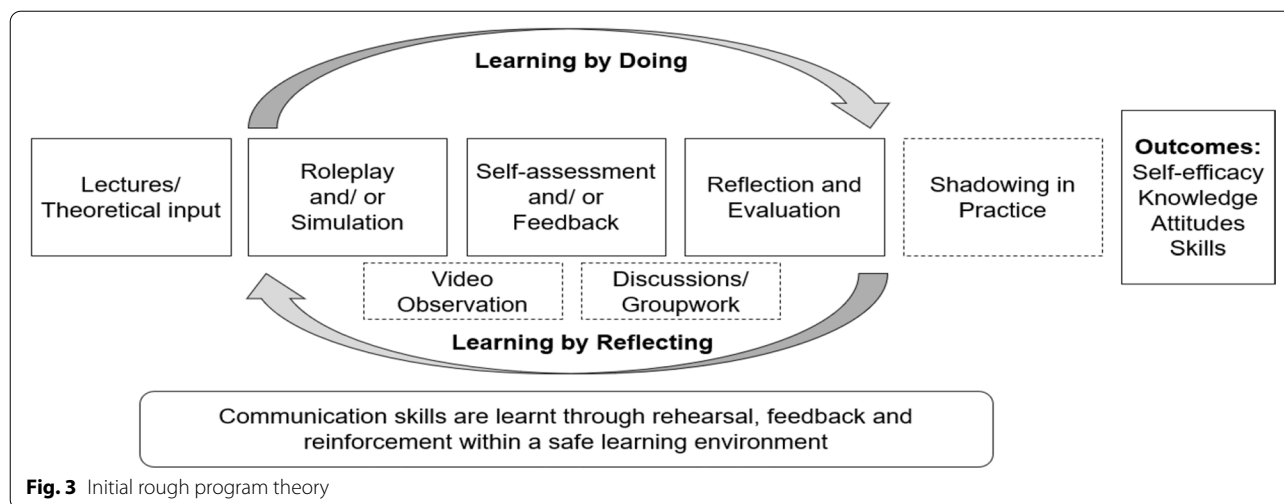 Learning by Doing
Lectures/
Theoretical input
Roleplay
and/ or
Simulation
Self-assessment
and/ or
Feedback
Reflection and
Evaluation
Shadowing in
Practice
Outcomes:
Self-efficacy
Knowledge
Attitudes
Skills
Video
Observation
Discussions/
Groupwork
Learning by Reflecting
Communication skills are learnt through rehearsal, feedback and
reinforcement within a safe learning environment
Fig. 3 Initial rough program theory